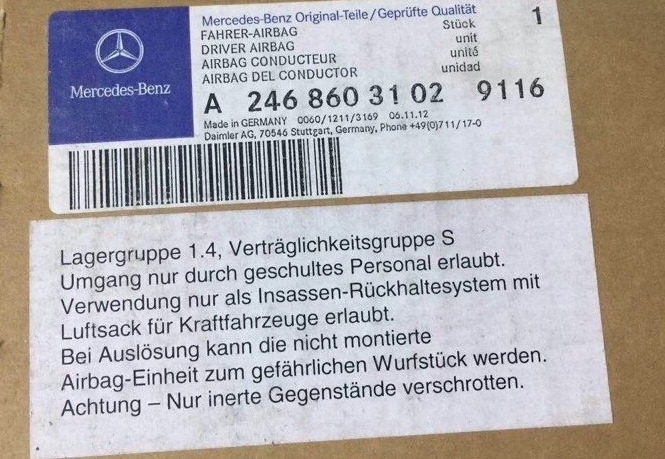 Mercedes-Benz
Mercedes-Benz Original-Teile/Geprüfte Qualität
FAHRER-AIRBAG Stück 1
DRIVER AIRBAG unit
AIRBAG CONDUCTEUR unité
AIRBAG DEL CONDUCTOR unidad
A 246 860 31 02 9116
Made in GERMANY 0060/1211/3169 06.11.12
Daimler AG, 70546 Stuttgart, Germany, Phone +49(0)711/17-0
Lagergruppe 1.4, Verträglichkeitsgruppe S
Umgang nur durch geschultes Personal erlaubt.
Verwendung nur als Insassen-Rückhaltesystem mit
Luftsack für Kraftfahrzeuge erlaubt.
Bei Auslösung kann die nicht montierte
Airbag-Einheit zum gefährlichen Wurfstück werden.
Achtung – Nur inerte Gegenstände verschrotten.